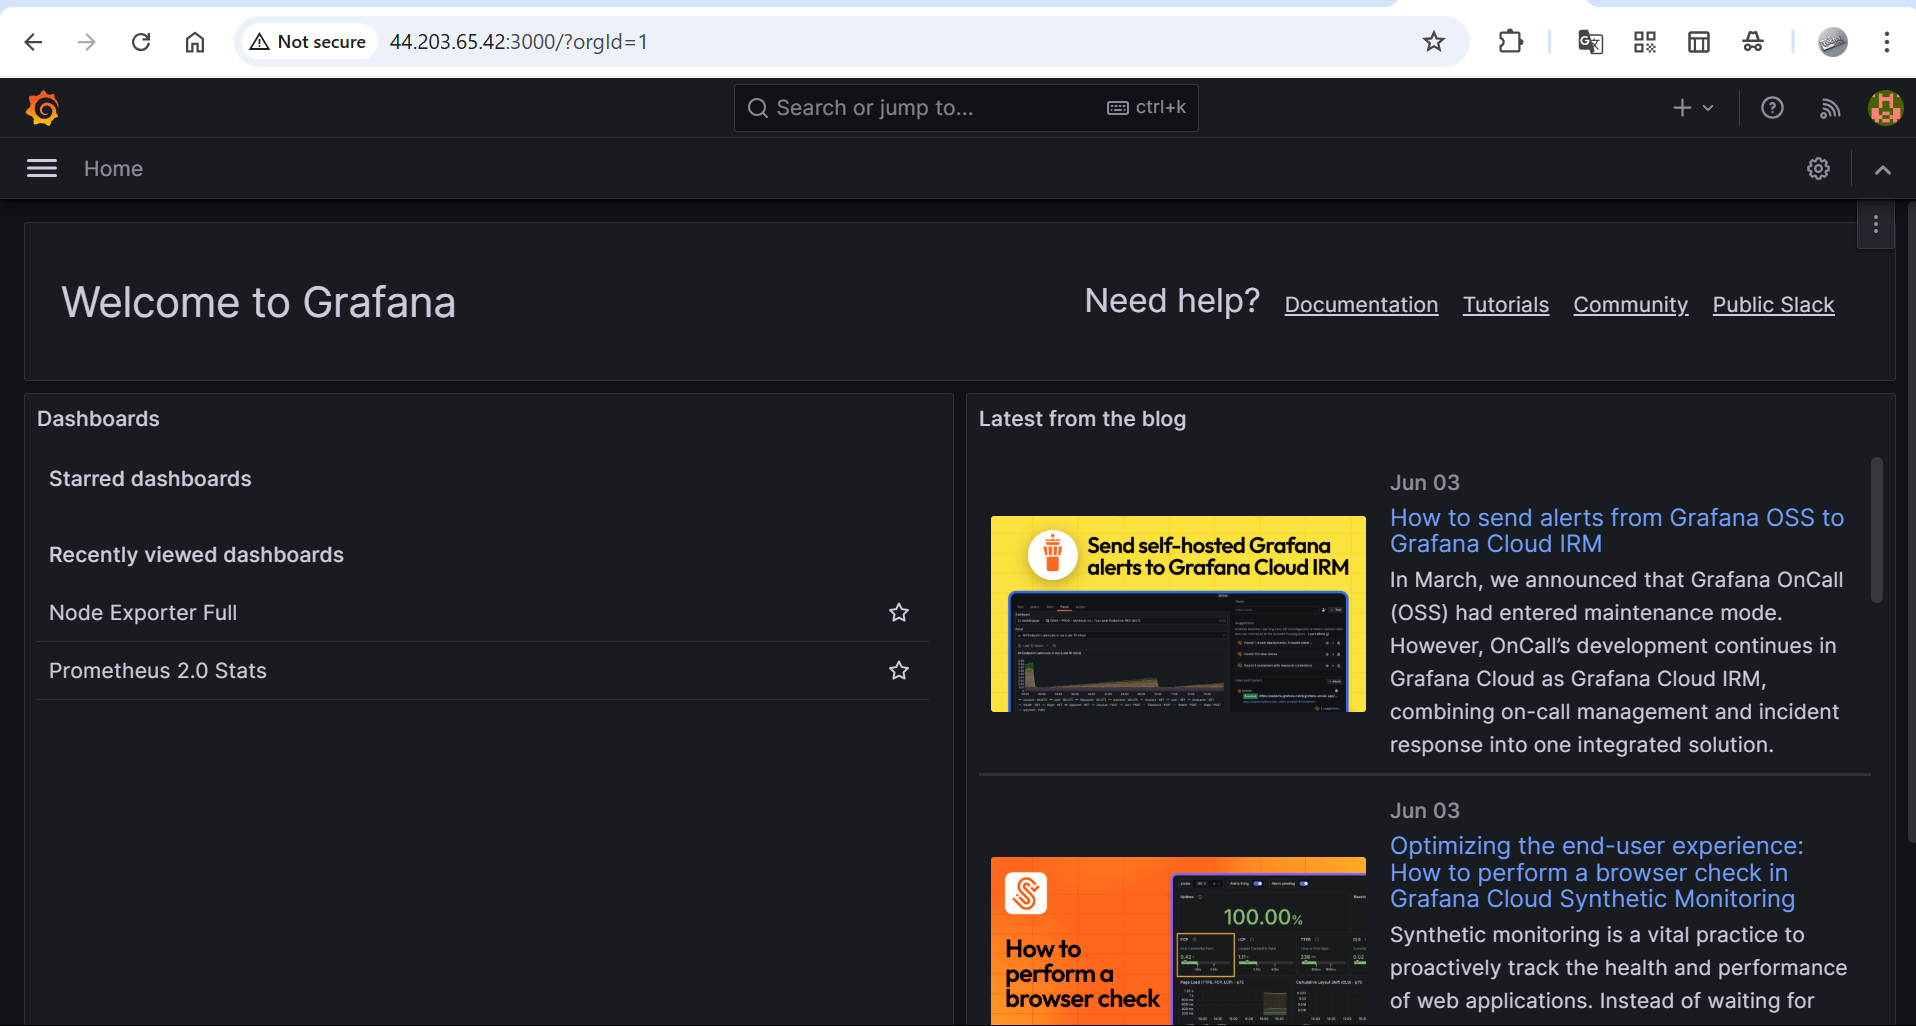 Not secure
44.203.65.42:3000/?orgId=1
Search or jump to...
ctrl+k
Home
Welcome to Grafana
Need help?
Documentation
Tutorials
Community
Public Slack
Dashboards
Starred dashboards
Recently viewed dashboards
Node Exporter Full
Prometheus 2.0 Stats
Latest from the blog
Send self-hosted Grafana
alerts to Grafana Cloud IRM
Jun 03
How to send alerts from Grafana OSS to
Grafana Cloud IRM
In March, we announced that Grafana OnCall
(OSS) had entered maintenance mode.
However, OnCall’s development continues in
Grafana Cloud as Grafana Cloud IRM,
combining on-call management and incident
response into one integrated solution.
How to
perform a
browser check
100.00%
Jun 03
Optimizing the end-user experience:
How to perform a browser check in
Grafana Cloud Synthetic Monitoring
Synthetic monitoring is a vital practice to
proactively track the health and performance
of web applications. Instead of waiting for